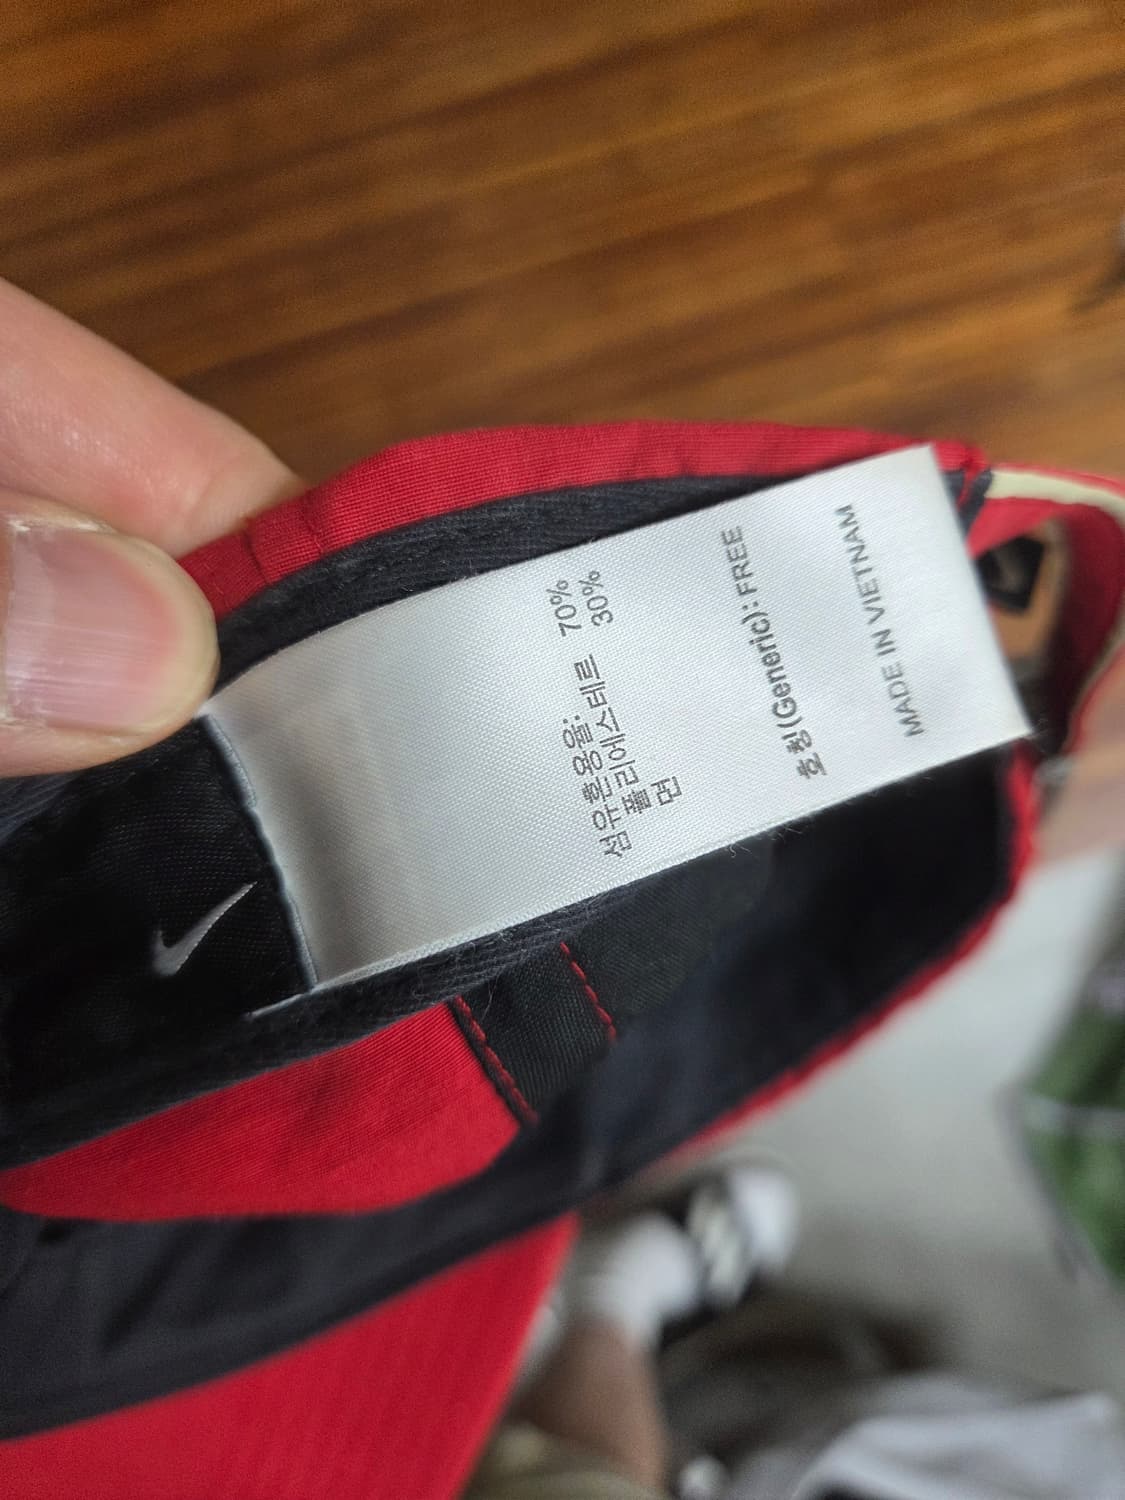 섬유혼용율:
폴리에스테르 70%
면 30%
호칭(Generic): FREE
MADE IN VIETNAM